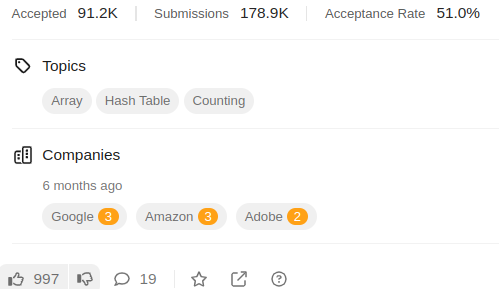 Accepted 91.2K Submissions 178.9K Acceptance Rate 51.0%
Topics
Array Hash Table Counting
Companies
6 months ago
Google 3 Amazon 3 Adobe 2
997 19